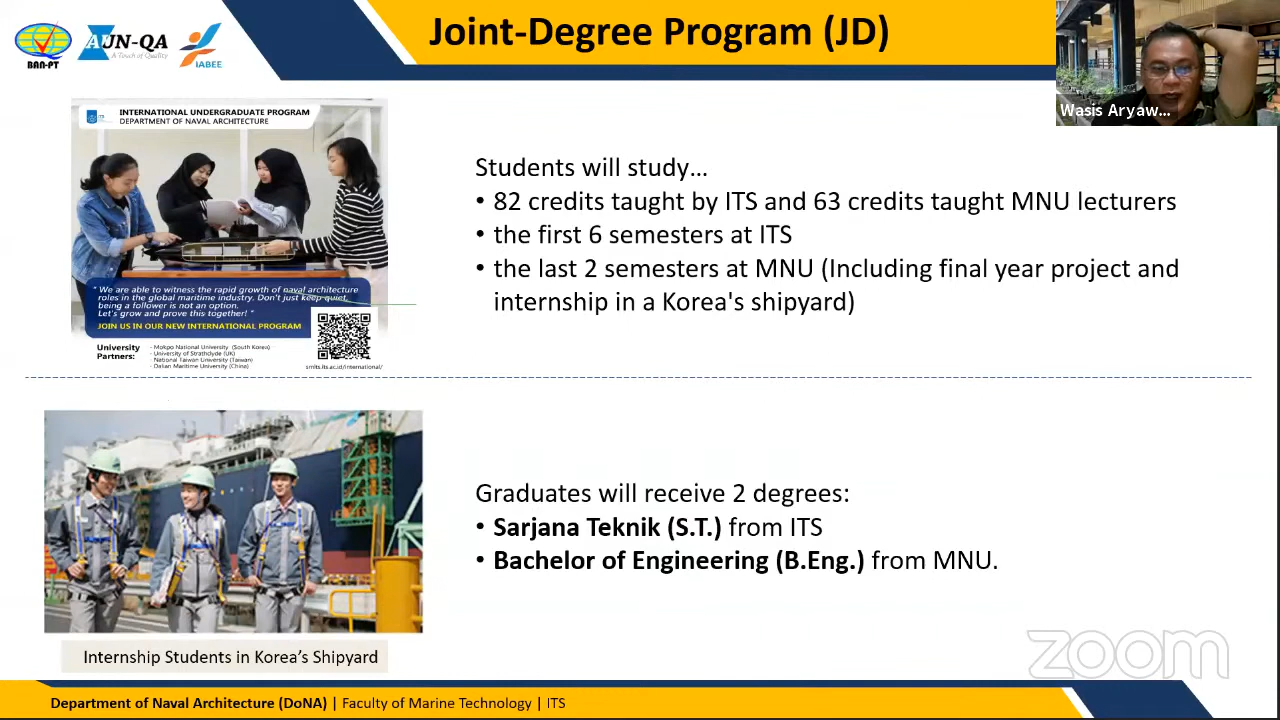 Joint-Degree Program (JD)
BAN-PT
AUN-QA
A Touch of Quality
IABEE
Wasis Aryaw...
INTERNATIONAL UNDERGRADUATE PROGRAM
DEPARTMENT OF NAVAL ARCHITECTURE
" We are able to witness the rapid growth of naval architecture
roles in the global maritime industry. Don't just keep quiet,
being a follower is not an option.
Let's grow and prove this together! "
JOIN US IN OUR NEW INTERNATIONAL PROGRAM
University
Partners:
- Mokpo National University (South Korea)
- University of Strathclyde (UK)
- National Taiwan University (Taiwan)
- Dalian Maritime University (China)
Students will study...
• 82 credits taught by ITS and 63 credits taught MNU lecturers
• the first 6 semesters at ITS
• the last 2 semesters at MNU (Including final year project and
internship in a Korea's shipyard)
Graduates will receive 2 degrees:
• Sarjana Teknik (S.T.) from ITS
• Bachelor of Engineering (B.Eng.) from MNU.
Internship Students in Korea's Shipyard
zoom
Department of Naval Architecture (DoNA) | Faculty of Marine Technology | ITS